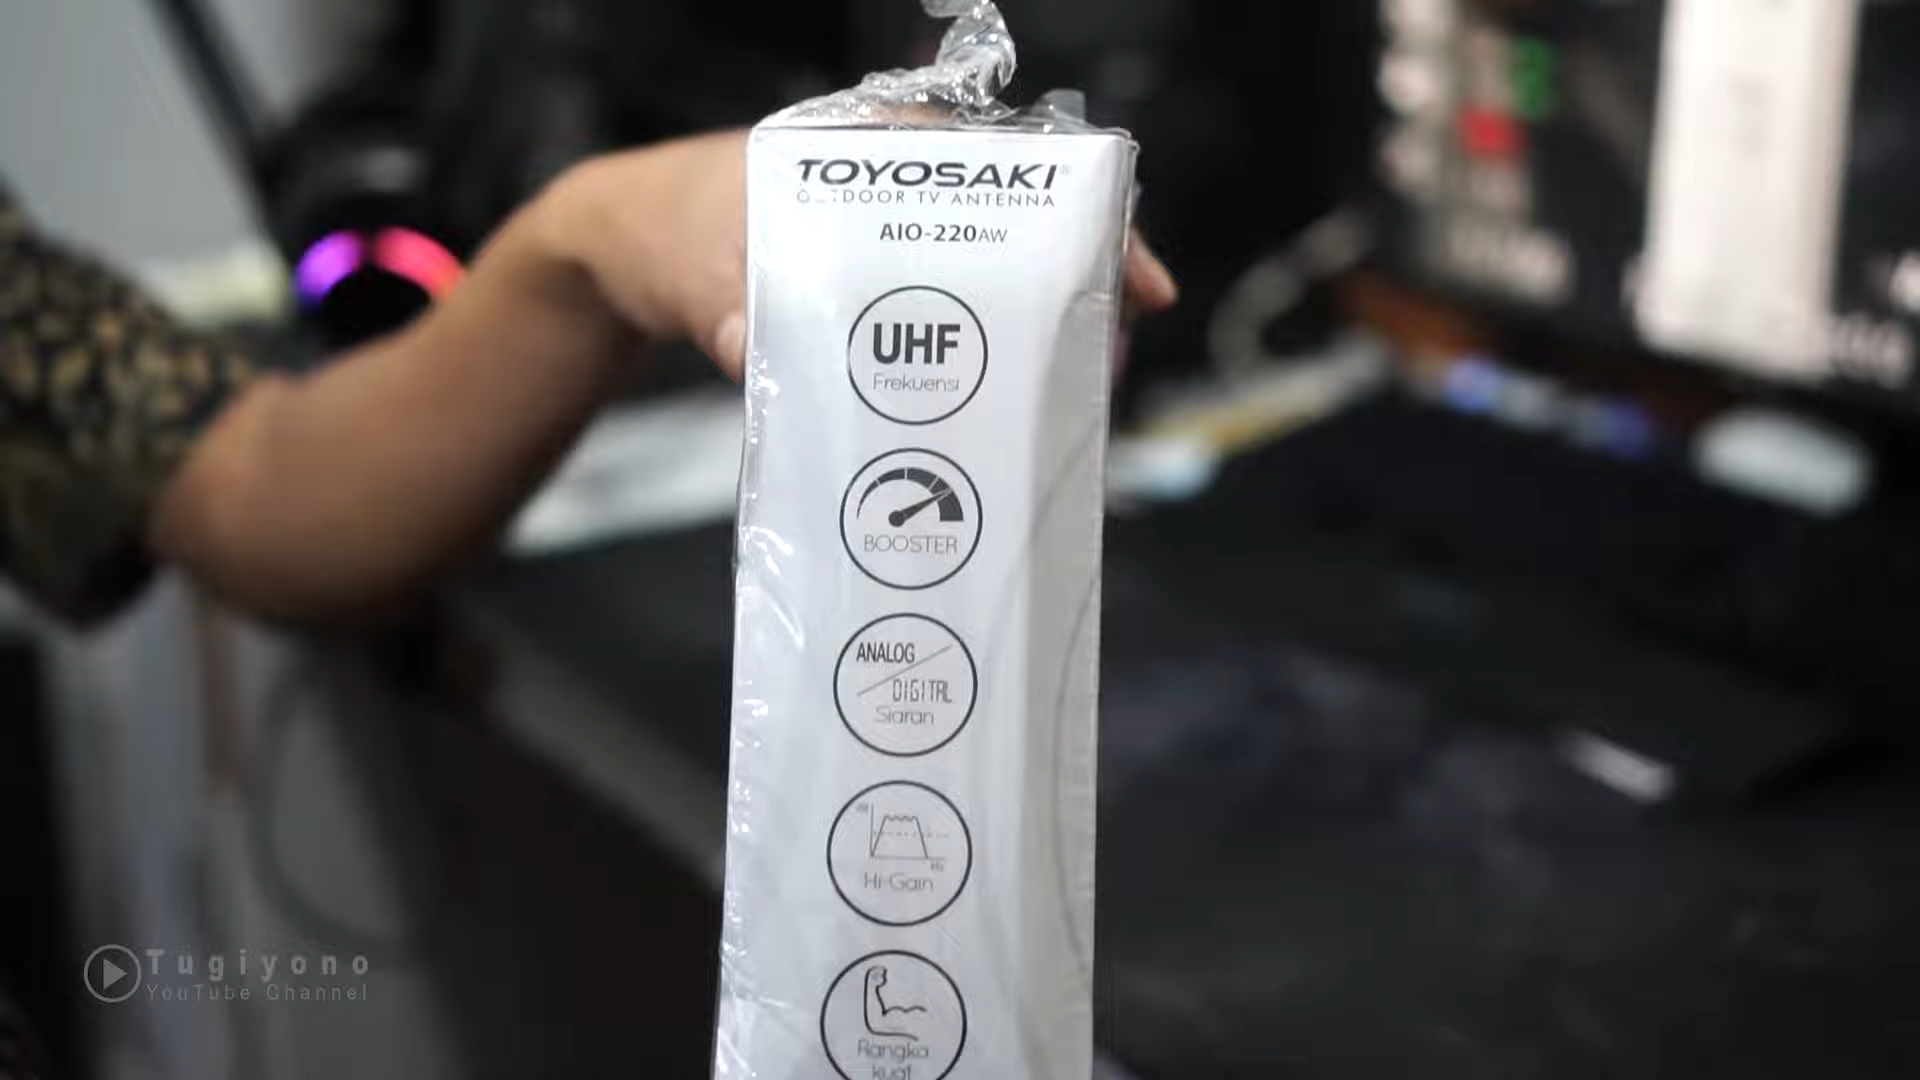 TOYOSAKI®
OUTDOOR TV ANTENNA
AIO-220AW
UHF
Frekuensi
BOOSTER
ANALOG
DIGITAL
Siaran
Hi-Gain
Rangka
kuat
Tugiyono
YouTube Channel